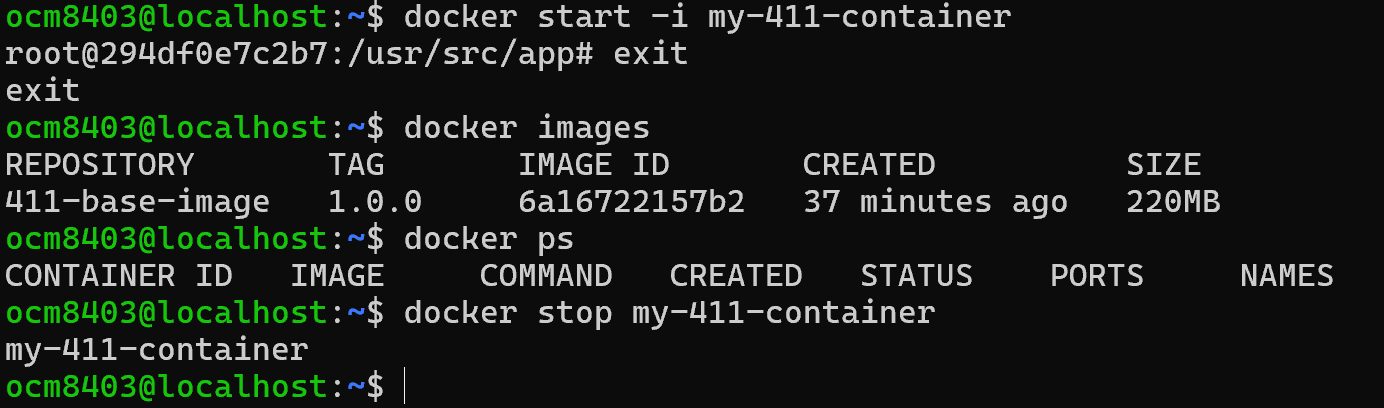 ocm8403@localhost:~$ docker start -i my-411-container
root@294df0e7c2b7:/usr/src/app# exit
exit
ocm8403@localhost:~$ docker images
REPOSITORY       TAG       IMAGE ID       CREATED          SIZE
411-base-image   1.0.0     6a16722157b2   37 minutes ago   220MB
ocm8403@localhost:~$ docker ps
CONTAINER ID   IMAGE     COMMAND   CREATED   STATUS    PORTS     NAMES
ocm8403@localhost:~$ docker stop my-411-container
my-411-container
ocm8403@localhost:~$